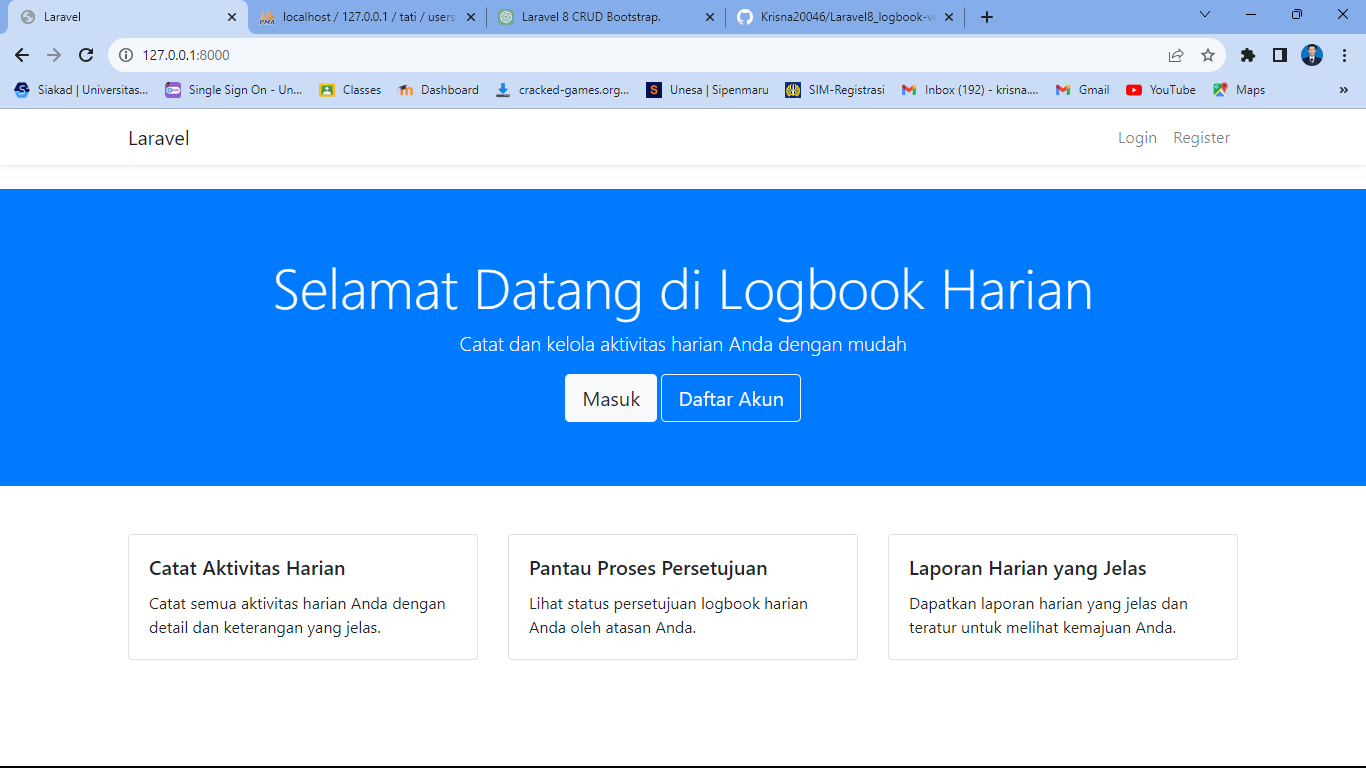 Laravel
localhost / 127.0.0.1 / tati / users
Laravel 8 CRUD Bootstrap.
Krisna20046/Laravel8_logbook-v
127.0.0.1:8000
Siakad | Universitas...
Single Sign On - Un...
Classes
Dashboard
cracked-games.org...
Unesa | Sipenmaru
SIM-Registrasi
Inbox (192) - krisna....
Gmail
YouTube
Maps
»
Laravel
Login
Register
Selamat Datang di Logbook Harian
Catat dan kelola aktivitas harian Anda dengan mudah
Masuk
Daftar Akun
Catat Aktivitas Harian
Catat semua aktivitas harian Anda dengan
detail dan keterangan yang jelas.
Pantau Proses Persetujuan
Lihat status persetujuan logbook harian
Anda oleh atasan Anda.
Laporan Harian yang Jelas
Dapatkan laporan harian yang jelas dan
teratur untuk melihat kemajuan Anda.